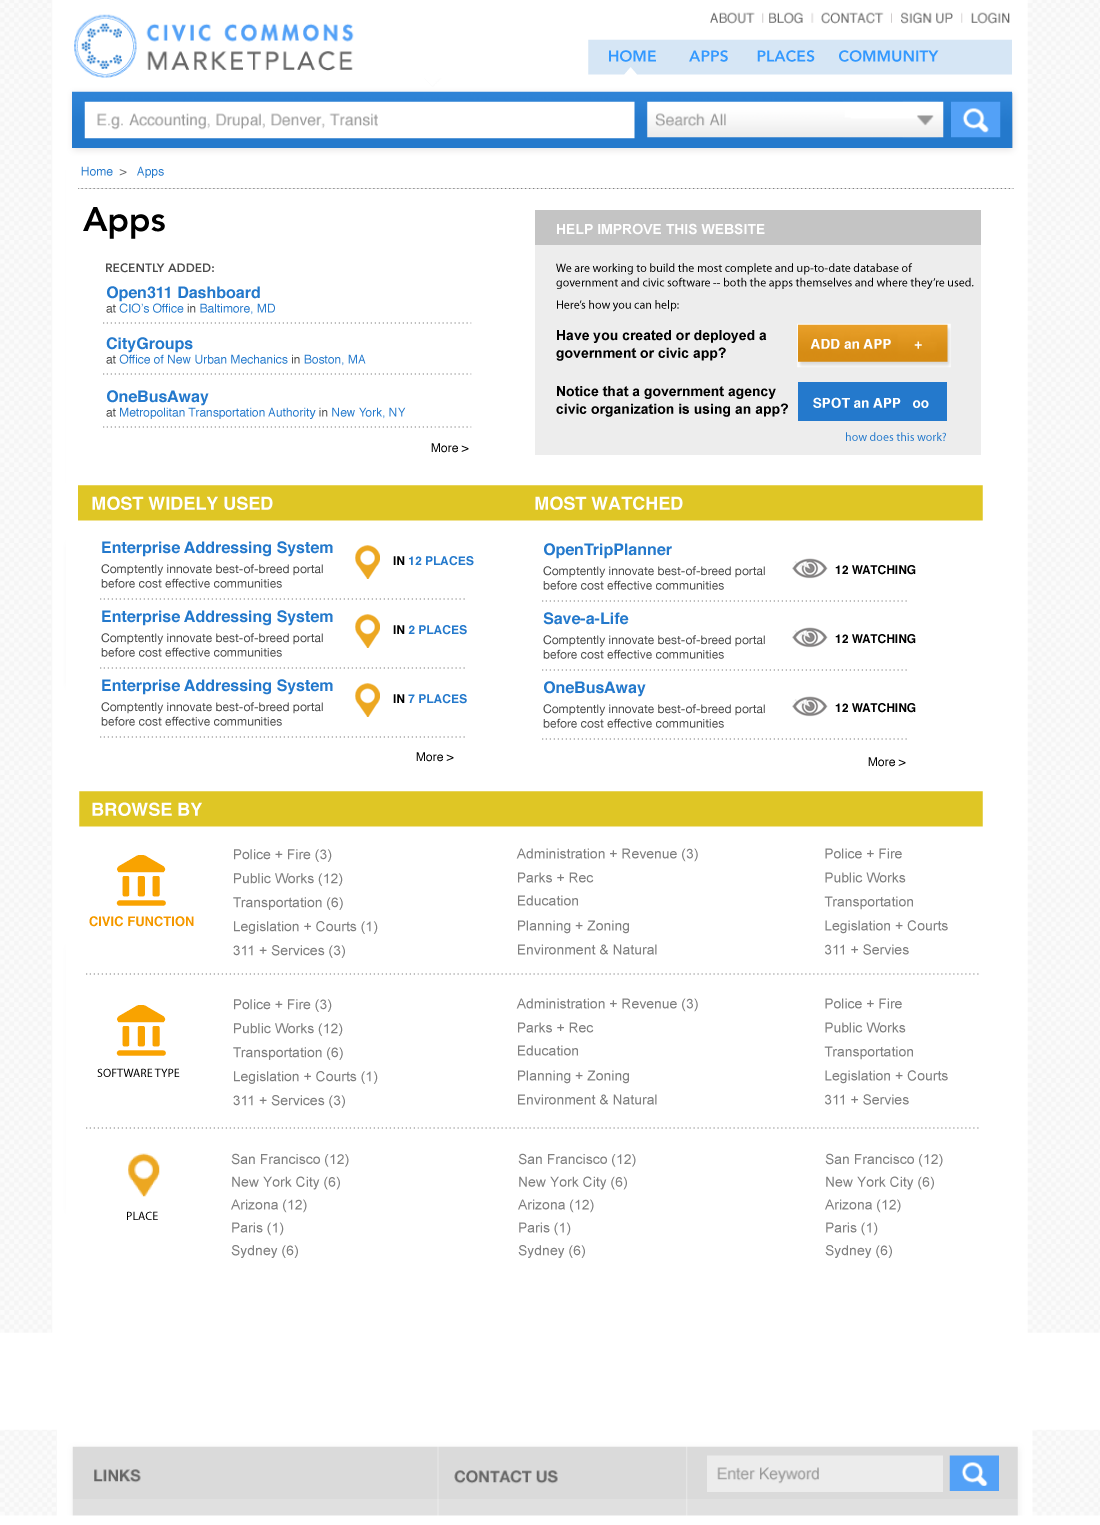 CIVIC COMMONS
MARKETPLACE
ABOUT | BLOG | CONTACT | SIGN UP | LOGIN
HOME APPS PLACES COMMUNITY
E.g. Accounting, Drupal, Denver, Transit
Search All
Home > Apps
Apps
RECENTLY ADDED:
Open311 Dashboard
at CIO's Office in Baltimore, MD
CityGroups
at Office of New Urban Mechanics in Boston, MA
OneBusAway
at Metropolitan Transportation Authority in New York, NY
More >
HELP IMPROVE THIS WEBSITE
We are working to build the most complete and up-to-date database of
government and civic software -- both the apps themselves and where they're used.
Here's how you can help:
Have you created or deployed a
government or civic app?
ADD an APP +
Notice that a government agency
civic organization is using an app?
SPOT an APP oo
how does this work?
MOST WIDELY USED
Enterprise Addressing System
Comptently innovate best-of-breed portal
before cost effective communities
IN 12 PLACES
Enterprise Addressing System
Comptently innovate best-of-breed portal
before cost effective communities
IN 2 PLACES
Enterprise Addressing System
Comptently innovate best-of-breed portal
before cost effective communities
IN 7 PLACES
More >
MOST WATCHED
OpenTripPlanner
Comptently innovate best-of-breed portal
before cost effective communities
12 WATCHING
Save-a-Life
Comptently innovate best-of-breed portal
before cost effective communities
12 WATCHING
OneBusAway
Comptently innovate best-of-breed portal
before cost effective communities
12 WATCHING
More >
BROWSE BY
CIVIC FUNCTION
Police + Fire (3)
Public Works (12)
Transportation (6)
Legislation + Courts (1)
311 + Services (3)
Administration + Revenue (3)
Parks + Rec
Education
Planning + Zoning
Environment & Natural
Police + Fire
Public Works
Transportation
Legislation + Courts
311 + Servies
SOFTWARE TYPE
Police + Fire (3)
Public Works (12)
Transportation (6)
Legislation + Courts (1)
311 + Services (3)
Administration + Revenue (3)
Parks + Rec
Education
Planning + Zoning
Environment & Natural
Police + Fire
Public Works
Transportation
Legislation + Courts
311 + Servies
PLACE
San Francisco (12)
New York City (6)
Arizona (12)
Paris (1)
Sydney (6)
San Francisco (12)
New York City (6)
Arizona (12)
Paris (1)
Sydney (6)
San Francisco (12)
New York City (6)
Arizona (12)
Paris (1)
Sydney (6)
LINKS
CONTACT US
Enter Keyword